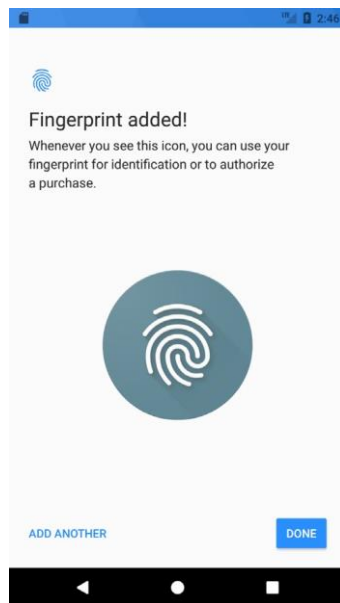 LTE 2:46
Fingerprint added!
Whenever you see this icon, you can use your
fingerprint for identification or to authorize
a purchase.
ADD ANOTHER
DONE